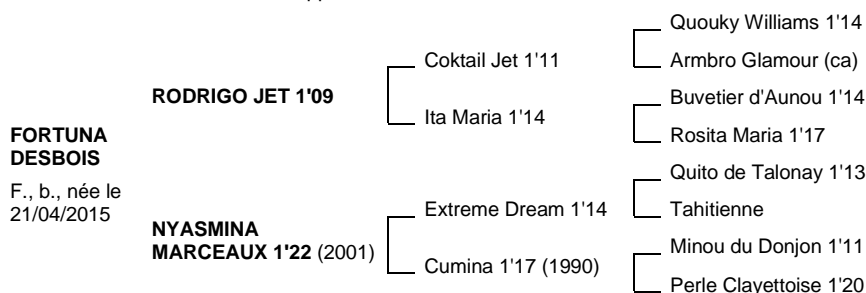 Quouky Williams 1'14
Coktail Jet 1'11
Armbro Glamour (ca)
RODRIGO JET 1'09
Buvetier d'Aunou 1'14
Ita Maria 1'14
Rosita Maria 1'17
FORTUNA
DESBOIS
F., b., née le
21/04/2015
Quito de Talonay 1'13
Extreme Dream 1'14
Tahitienne
NYASMINA
MARCEAUX 1'22 (2001)
Minou du Donjon 1'11
Cumina 1'17 (1990)
Perle Clayettoise 1'20